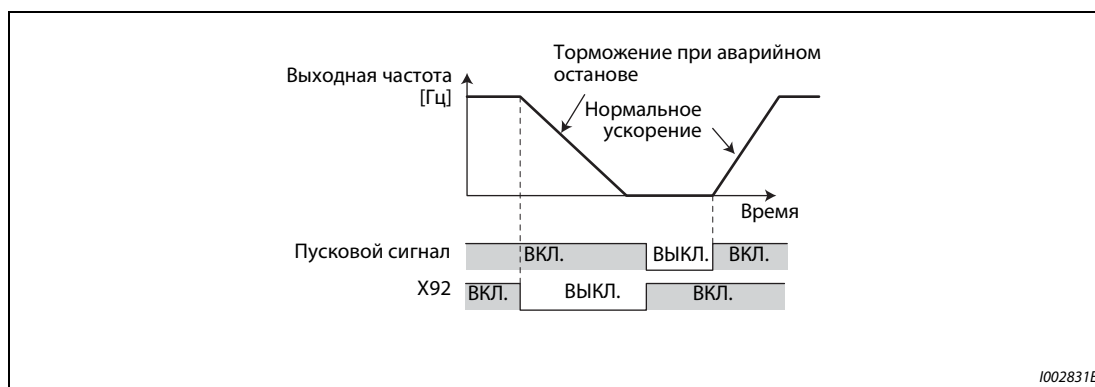 Торможение при аварийном
останове
Выходная частота
[Гц]
Нормальное
ускорение
Время
Пусковой сигнал
ВКЛ.
ВЫКЛ.
ВКЛ.
X92
ВКЛ.
ВЫКЛ.
ВКЛ.
I002831E